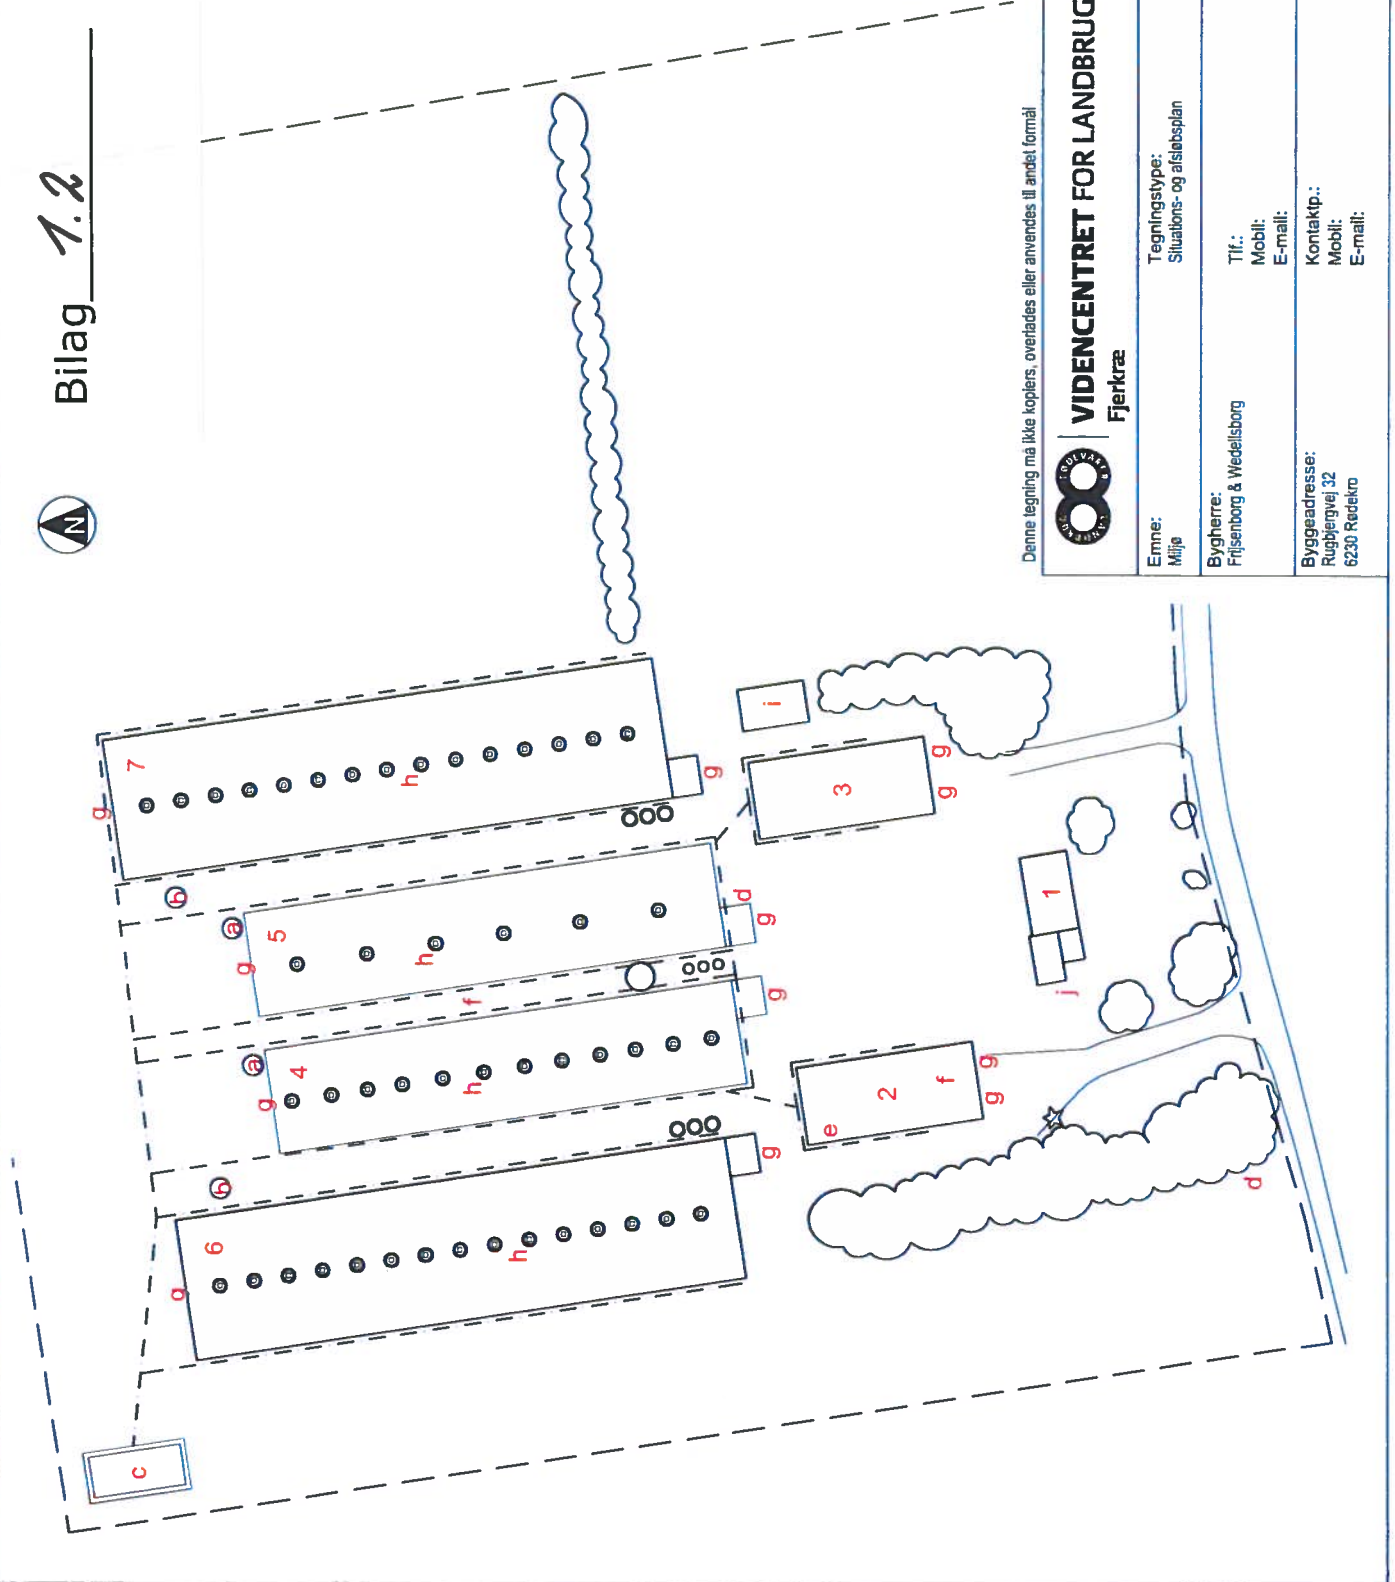 Bilag 1.2
N
7
g
h
g
b
a
5
g
h
d
g
f
a
4
g
h
g
b
6
g
h
g
c
i
3
g
g
2
e
f
g
g
1
j
d
Denne tegning må ikke kopiers, overlades eller anvendes til andet formål
VIDENCENTRET FOR LANDBRUG
Fjerkræ
Emne:
Miljø
Tegningstype:
Situations- og afsløbsplan
Bygherre:
Frijsenborg & Wedellsborg
Tlf.:
Mobil:
E-mail:
Byggeadresse:
Rugbjergvej 32
6230 Rødekro
Kontaktp.:
Mobil:
E-mail: